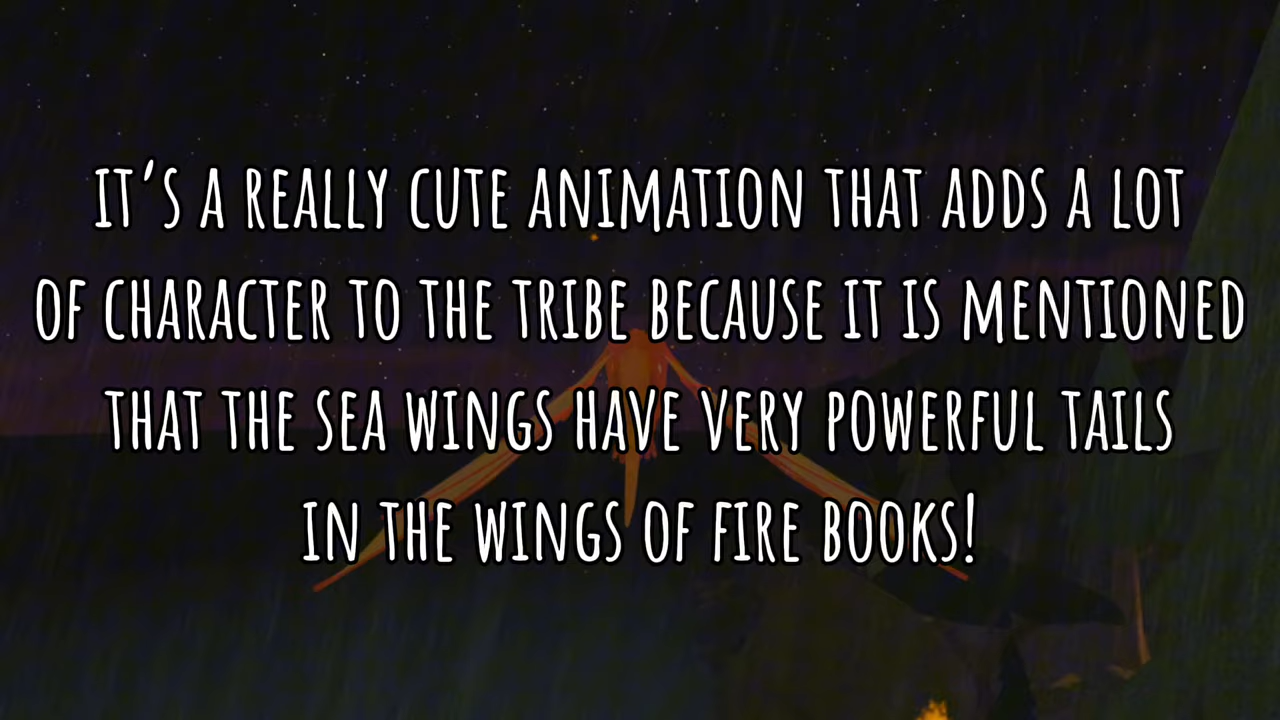 IT'S A REALLY CUTE ANIMATION THAT ADDS A LOT
OF CHARACTER TO THE TRIBE BECAUSE IT IS MENTIONED
THAT THE SEA WINGS HAVE VERY POWERFUL TAILS
IN THE WINGS OF FIRE BOOKS!